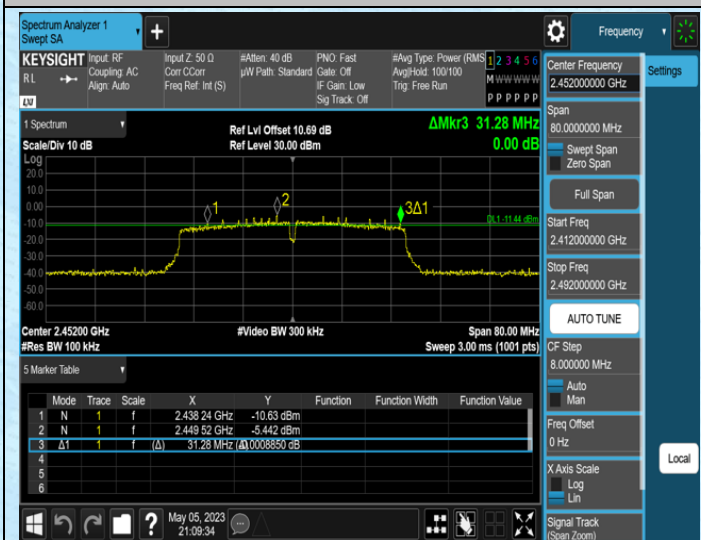 Spectrum Analyzer 1
Swept SA
+
Frequency
KEYSIGHT
RL
LXI
Input: RF
Coupling: AC
Align: Auto
Input Z: 50 Ω
Corr CCorr
Freq Ref: Int (S)
#Atten: 40 dB
µW Path: Standard
PNO: Fast
Gate: Off
IF Gain: Low
Sig Track: Off
#Avg Type: Power (RMS
Avg|Hold: 100/100
Trig: Free Run
1 2 3 4 5 6
M W W W W W
P P P P P P
1 Spectrum
Scale/Div 10 dB
Ref Lvl Offset 10.69 dB
Ref Level 30.00 dBm
ΔMkr3 31.28 MHz
0.00 dB
Log
20.0
10.0
0.00
-10.0
-20.0
-30.0
-40.0
-50.0
-60.0
1
2
3Δ1
DL1 -11.44 dBm
Center 2.45200 GHz
#Video BW 300 kHz
Span 80.00 MHz
#Res BW 100 kHz
Sweep 3.00 ms (1001 pts)
5 Marker Table
Mode Trace Scale X Y Function Function Width Function Value
1 N 1 f 2.438 24 GHz -10.63 dBm
2 N 1 f 2.449 52 GHz -5.442 dBm
3 Δ1 1 f (Δ) 31.28 MHz (Δ) 0.0008850 dB
4
5
6
?
May 05, 2023
21:09:34
Center Frequency
2.452000000 GHz
Settings
Span
80.0000000 MHz
Swept Span
Zero Span
Full Span
Start Freq
2.412000000 GHz
Stop Freq
2.492000000 GHz
AUTO TUNE
CF Step
8.000000 MHz
Auto
Man
Freq Offset
0 Hz
X Axis Scale
Log
Lin
Local
Signal Track
(Span Zoom)